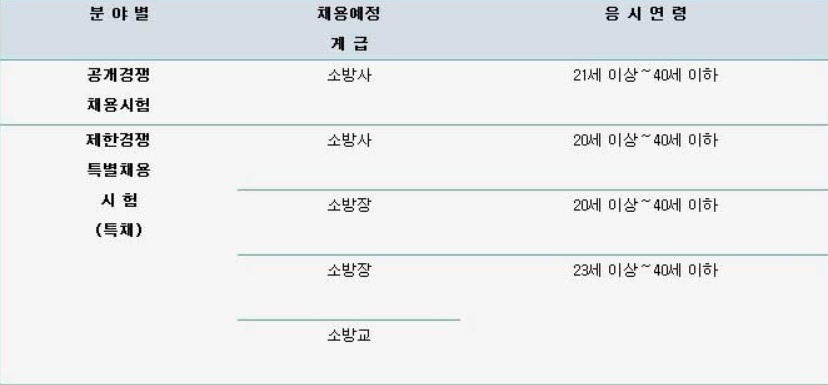 분 야 별 채용예정 응 시 연 령
계 급
공개경쟁 소방사 21세 이상~40세 이하
채용시험
제한경쟁 소방사 20세 이상~40세 이하
특별채용
시 험 소방장 20세 이상~40세 이하
(특채)
소방장 23세 이상~40세 이하
소방교